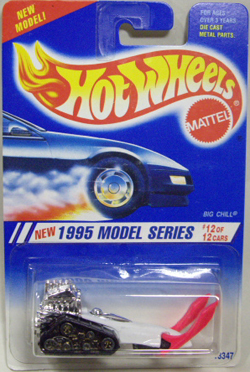 NEW
MODEL!
FOR AGES
OVER 3 YEARS
DIE CAST
METAL PARTS
HOT WHEELS
MATTEL
BIG CHILL
NEW 1995 MODEL SERIES
#12 OF
12 CARS